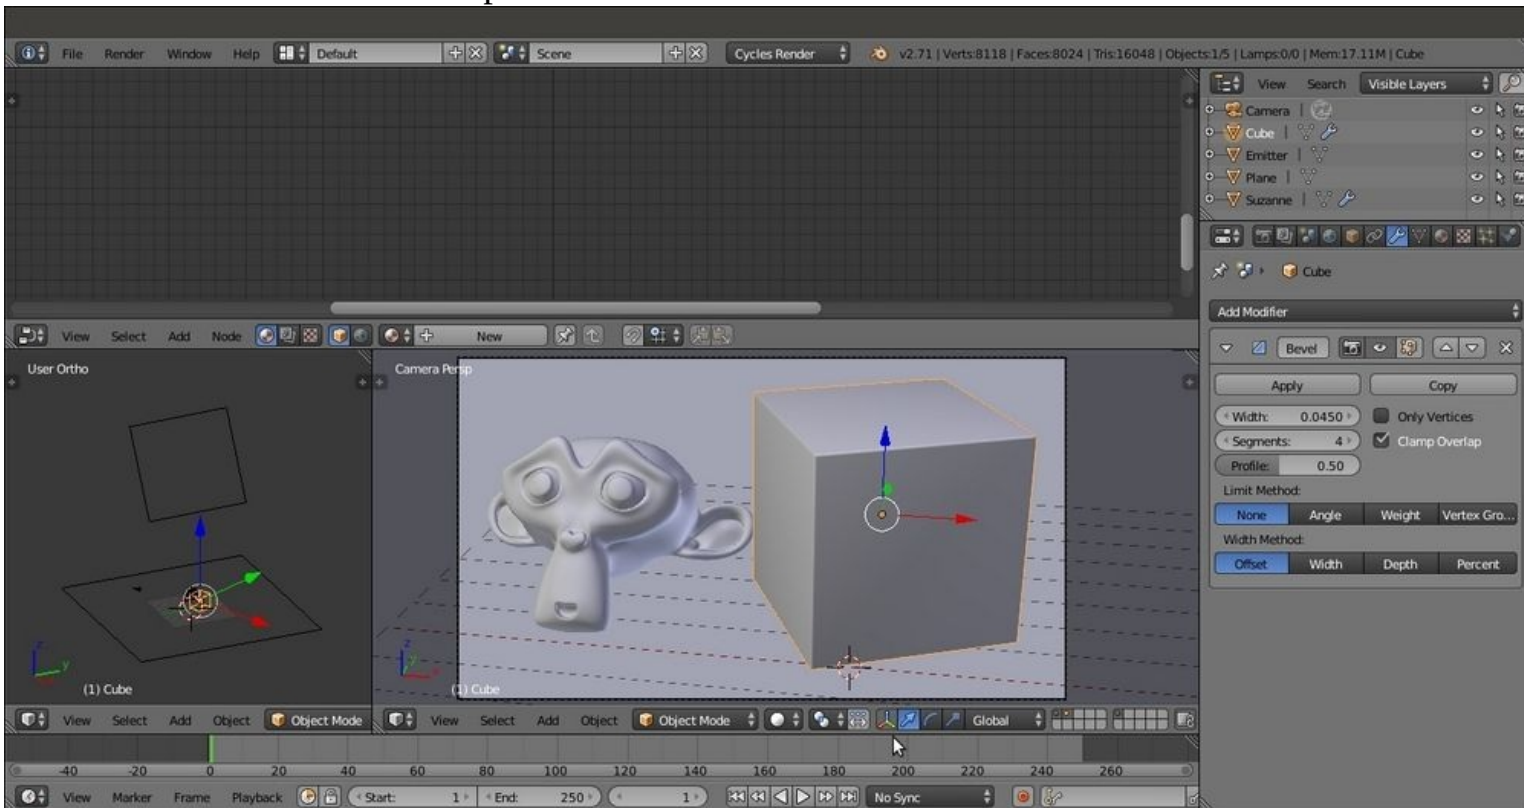 File Render Window Help Default Scene Cycles Render v2.71 | Verts:8118 | Faces:8024 | Tris:16048 | Objects:1/5 | Lamps:0/0 | Mem:17.11M | Cube
View Search Visible Layers
Camera
Cube
Emitter
Plane
Suzanne
Cube
Add Modifier
View Select Add Node New
Bevel
User Ortho
Camera Persp
Apply Copy
Width: 0.0450 Only Vertices
Segments: 4 Clamp Overlap
Profile: 0.50
Limit Method:
None Angle Weight Vertex Gro...
Width Method:
Offset Width Depth Percent
z
y
z
y
x
(1) Cube
(1) Cube
View Select Add Object Object Mode
View Select Add Object Object Mode Global
-40 -20 0 20 40 60 80 100 120 140 160 180 200 220 240 260
View Marker Frame Playback Start: 1 End: 250 1 No Sync